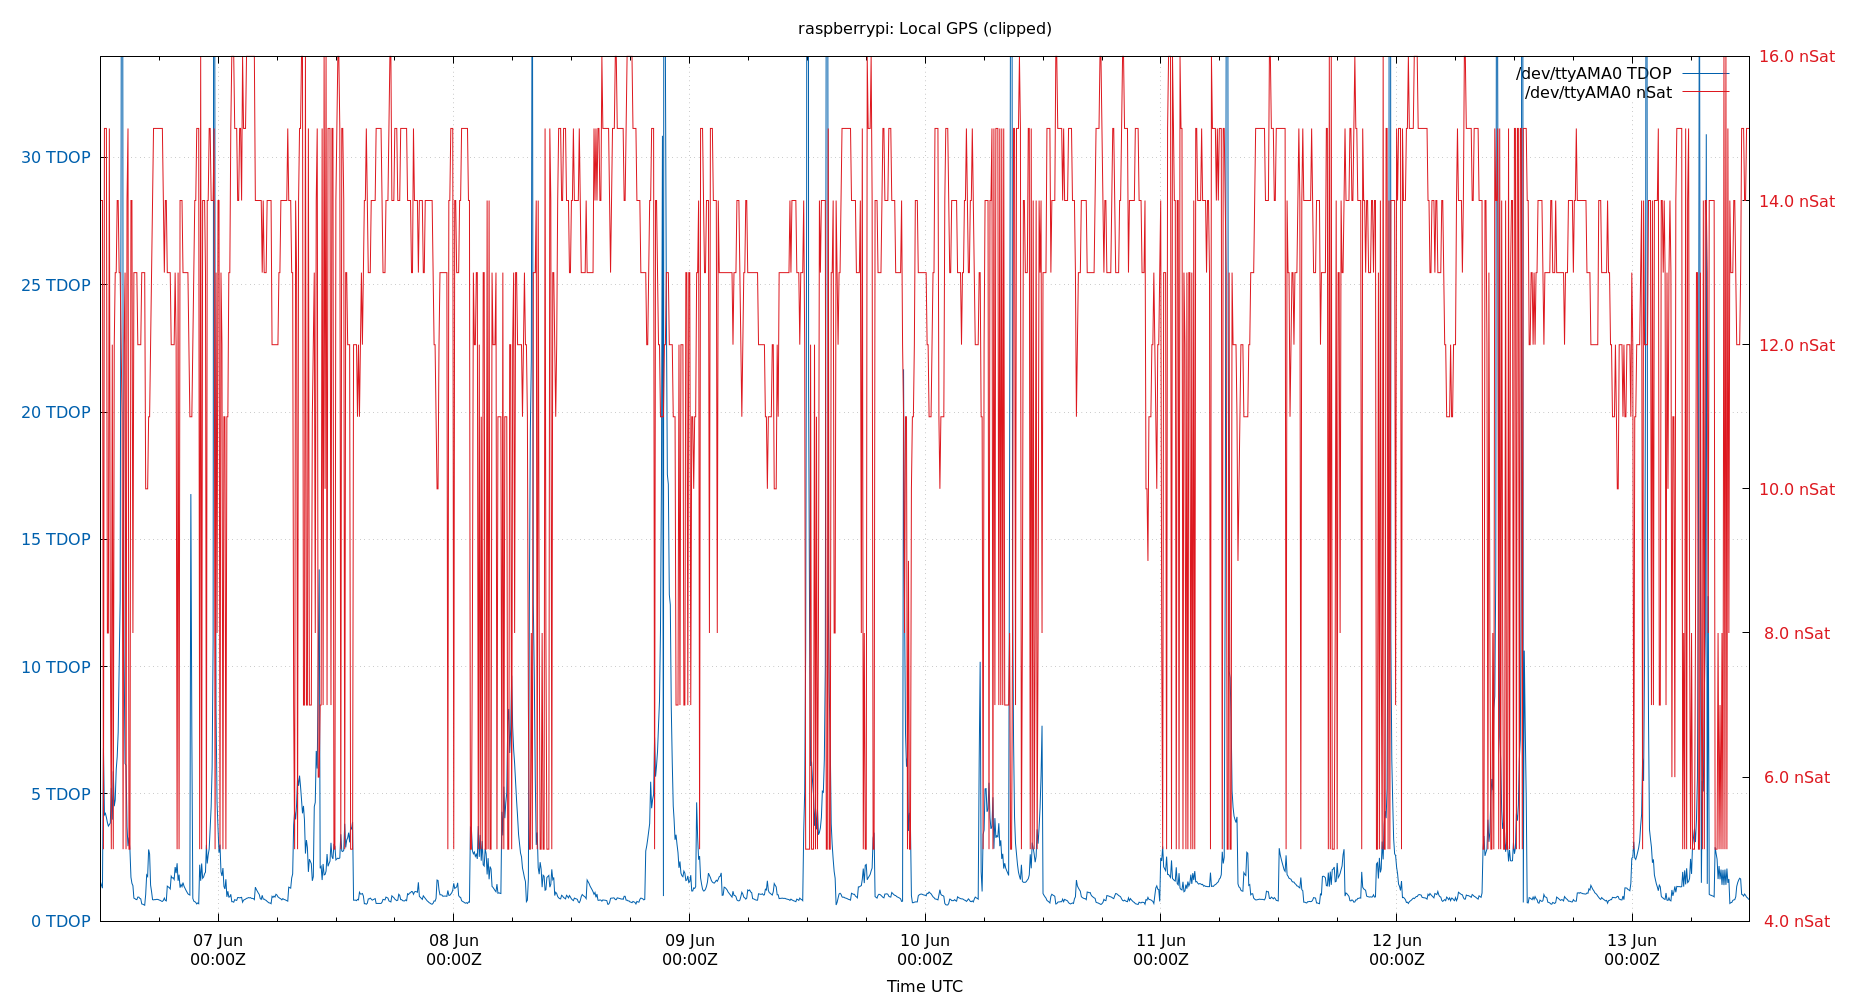 raspberrypi: Local GPS (clipped)
/dev/ttyAMA0 TDOP
/dev/ttyAMA0 nSat
30 TDOP
25 TDOP
20 TDOP
15 TDOP
10 TDOP
5 TDOP
0 TDOP
16.0 nSat
14.0 nSat
12.0 nSat
10.0 nSat
8.0 nSat
6.0 nSat
4.0 nSat
07 Jun
00:00Z
08 Jun
00:00Z
09 Jun
00:00Z
10 Jun
00:00Z
11 Jun
00:00Z
12 Jun
00:00Z
13 Jun
00:00Z
Time UTC